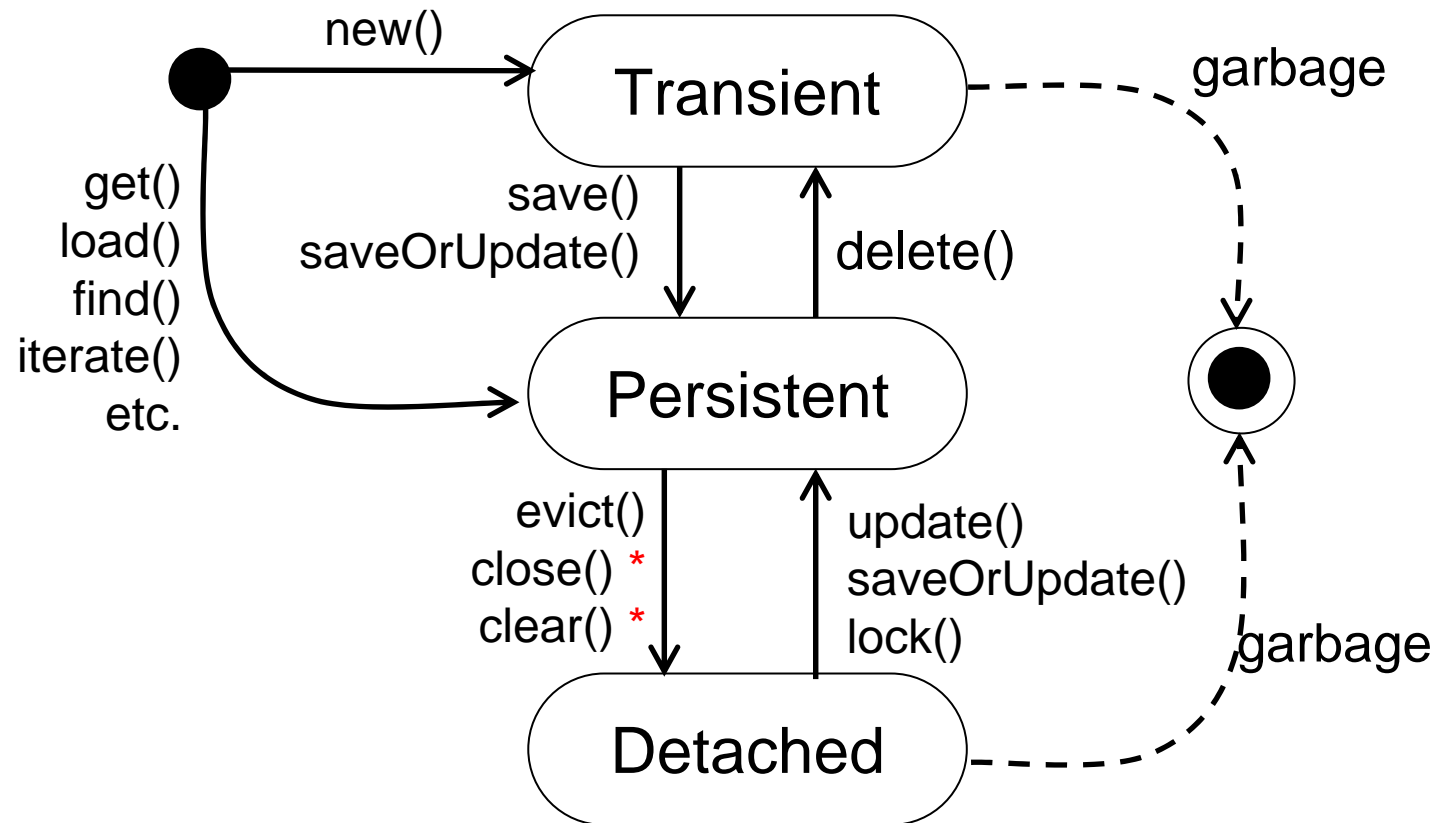 new()
Transient
garbage
get()
load()
find()
iterate()
etc.
save()
saveOrUpdate()
delete()
Persistent
evict()
close() *
clear() *
update()
saveOrUpdate()
lock()
garbage
Detached